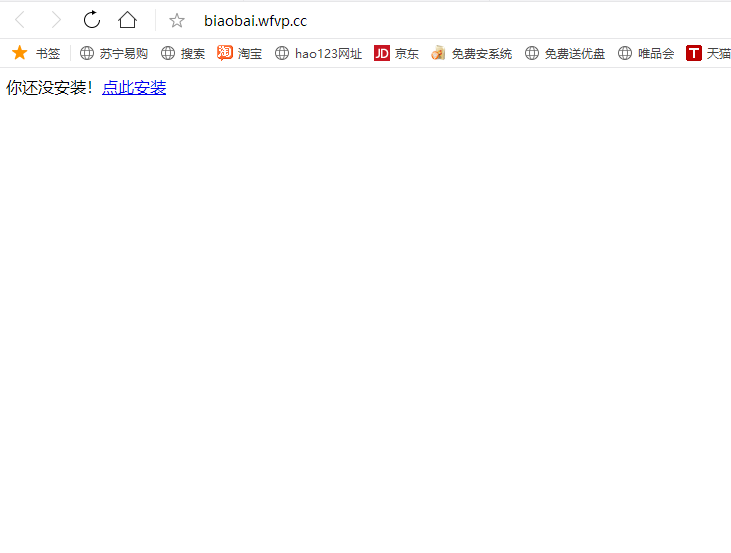 biaobai.wfvp.cc
书签 苏宁易购 搜索 淘 淘宝 hao123网址 JD 京东 免费安系统 免费送优盘 唯品会 T 天猫
你还没安装！点此安装